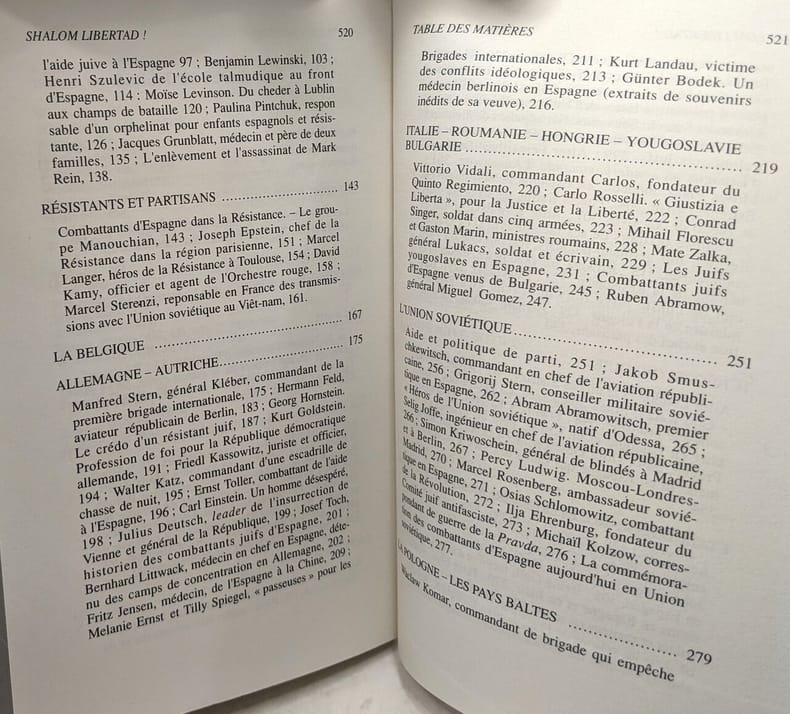 SHALOM LIBERTAD ! 520
l'aide juive à l'Espagne 97 ; Benjamin Lewinski, 103 ;
Henri Szulevic de l'école talmudique au front
d'Espagne, 114 : Moïse Levinson. Du cheder à Lublin
aux champs de bataille 120 ; Paulina Pintchuk, respon
sable d'un orphelinat pour enfants espagnols et résis-
tante, 126 ; Jacques Grunblatt, médecin et père de deux
familles, 135 ; L'enlèvement et l'assassinat de Mark
Rein, 138.
RÉSISTANTS ET PARTISANS ........................ 143
Combattants d'Espagne dans la Résistance. – Le grou-
pe Manouchian, 143 ; Joseph Epstein, chef de la
Résistance dans la région parisienne, 151 ; Marcel
Langer, héros de la Résistance à Toulouse, 154 ; David
Kamy, officier et agent de l'Orchestre rouge, 158 ;
Marcel Sterenzi, reponsable en France des transmis-
sions avec l'Union soviétique au Viêt-nam, 161.
LA BELGIQUE ........................ 167
ALLEMAGNE – AUTRICHE........................ 175
Manfred Stern, général Kléber, commandant de la
première brigade internationale, 175 ; Hermann Feld,
aviateur républicain de Berlin, 183 ; Georg Hornstein.
Le crédo d'un résistant juif, 187 ; Kurt Goldstein.
Profession de foi pour la République démocratique
allemande, 191 ; Friedl Kassowitz, juriste et officier,
194 ; Walter Katz, commandant d'une escadrille de
chasse de nuit, 195 ; Ernst Toller, combattant de l'aide
à l'Espagne, 196 ; Carl Einstein. Un homme désespéré,
198 ; Julius Deutsch, leader de l'insurrection de
Vienne et général de la République, 199 ; Josef Toch,
historien des combattants juifs d'Espagne, 201 ;
Bernhard Littwack, médecin en chef en Espagne, déte-
nu des camps de concentration en Allemagne, 202 ;
Fritz Jensen, médecin, de l'Espagne à la Chine, 209 ;
Melanie Ernst et Tilly Spiegel, « passeuses » pour les
TABLE DES MATIÈRES 521
Brigades internationales, 211 ; Kurt Landau, victime
des conflits idéologiques, 213 ; Günter Bodek. Un
médecin berlinois en Espagne (extraits de souvenirs
inédits de sa veuve), 216.
ITALIE – ROUMANIE – HONGRIE – YOUGOSLAVIE
BULGARIE ........................ 219
Vittorio Vidali, commandant Carlos, fondateur du
Quinto Regimiento, 220 ; Carlo Rosselli. « Giustizia e
Liberta », pour la Justice et la Liberté, 222 ; Conrad
Singer, soldat dans cinq armées, 223 ; Mihail Florescu
et Gaston Marin, ministres roumains, 228 ; Mate Zalka,
général Lukacs, soldat et écrivain, 229 ; Les Juifs
yougoslaves en Espagne, 231 ; Combattants juifs
d'Espagne venus de Bulgarie, 245 ; Ruben Abramow,
général Miguel Gomez, 247.
L'UNION SOVIÉTIQUE........................ 251
Aide et politique de parti, 251 ; Jakob Smus-
chkewitsch, commandant en chef de l'aviation républi-
caine, 256 ; Grigorij Stern, conseiller militaire sovié-
tique en Espagne, 262 ; Abram Abramowitsch, premier
« Héros de l'Union soviétique », natif d'Odessa, 265 ;
Selig Joffe, ingénieur en chef de l'aviation républicaine,
266 ; Simon Kriwoschein, général de blindés à Madrid
et à Berlin, 267 ; Percy Ludwig. Moscou-Londres-
Madrid, 270 ; Marcel Rosenberg, ambassadeur sovié-
tique en Espagne, 271 ; Osias Schlomowitz, combattant
de la Révolution, 272 ; Ilja Ehrenburg, fondateur du
Comité juif antifasciste, 273 ; Michaïl Kolzow, corres-
pondant de guerre de la Pravda, 276 ; La commémora-
tion des combattants d'Espagne aujourd'hui en Union
soviétique, 277.
LA POLOGNE – LES PAYS BALTES ........................ 279
Waclaw Komar, commandant de brigade qui empêche